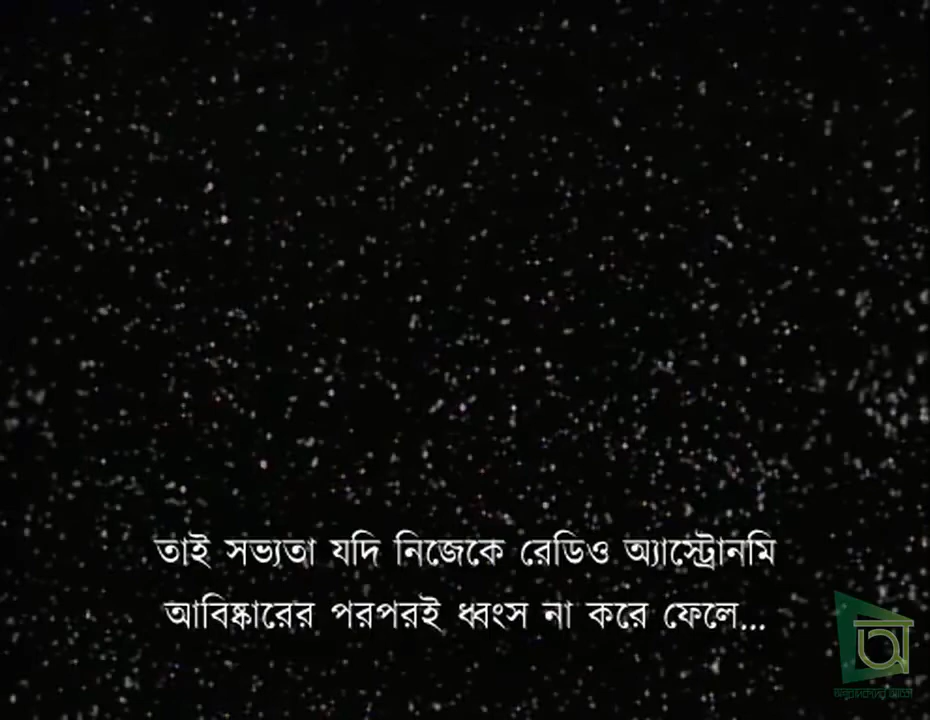 তাই সভ্যতা যদি নিজেকে রেডিও অ্যাস্ট্রোনমি
আবিষ্কারের পরপরই ধ্বংস না করে ফেলে...